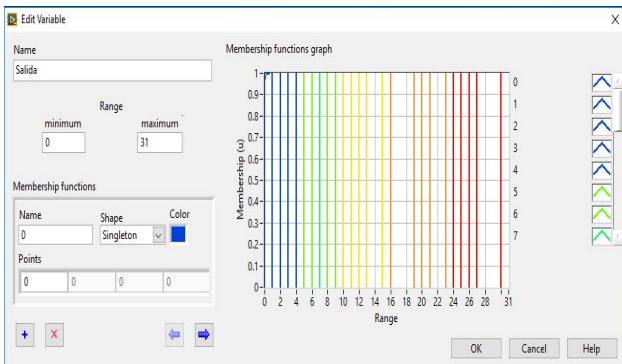 Edit Variable
X
Name
Salida
Range
minimum maximum
0 31
Membership functions
Name Shape Color
0 Singleton
Points
0 0 0 0
+ X
Membership functions graph
Membership (u)
1
0.9
0.8
0.7
0.6
0.5
0.4
0.3
0.2
0.1
0
0 2 4 6 8 10 12 14 16 18 20 22 24 26 28 31
Range
0
1
2
3
4
5
6
7
OK Cancel Help